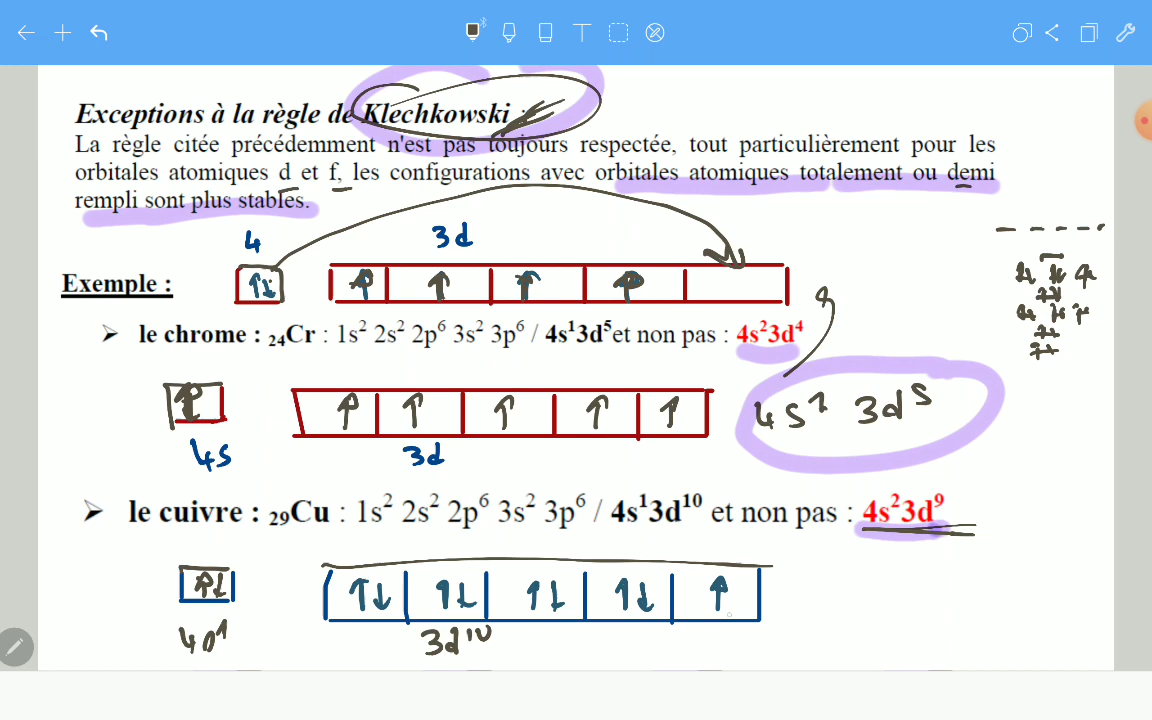 Exceptions à la règle de Klechkowski :
La règle citée précédemment n'est pas toujours respectée, tout particulièrement pour les
orbitales atomiques d et f, les configurations avec orbitales atomiques totalement ou demi
rempli sont plus stables.
4 3d
Exemple :
➤ le chrome : ₂₄Cr : 1s² 2s² 2p⁶ 3s² 3p⁶ / 4s¹3d⁵et non pas : 4s²3d⁴
4s¹ 3d⁵
4s 3d
➤ le cuivre : ₂₉Cu : 1s² 2s² 2p⁶ 3s² 3p⁶ / 4s¹3d¹⁰ et non pas : 4s²3d⁹
4s¹ 3d¹⁰